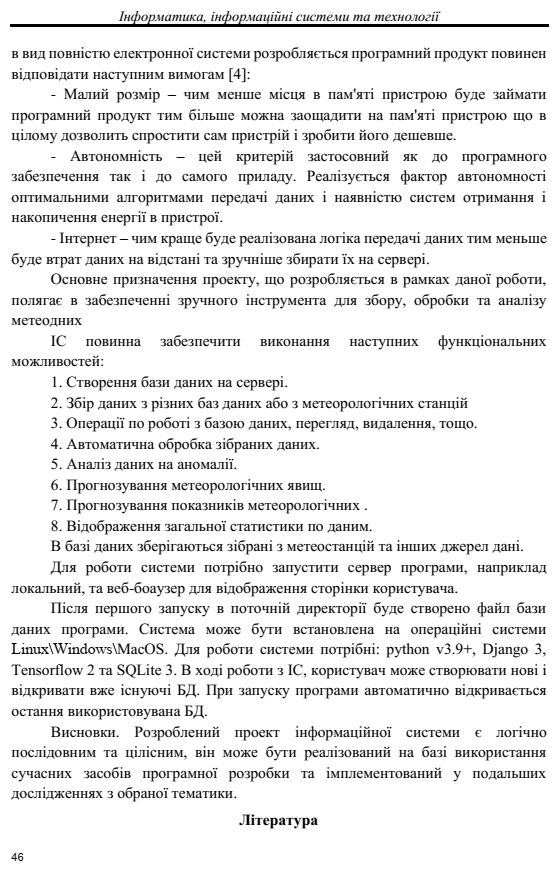 Інформатика, інформаційні системи та технології
в вид повністю електронної системи розробляється програмний продукт повинен
відповідати наступним вимогам [4]:
- Малий розмір – чим менше місця в пам'яті пристрою буде займати
програмний продукт тим більше можна заощадити на пам'яті пристрою що в
цілому дозволить спростити сам пристрій і зробити його дешевше.
- Автономність – цей критерій застосовний як до програмного
забезпечення так і до самого приладу. Реалізується фактор автономності
оптимальними алгоритмами передачі даних і наявністю систем отримання і
накопичення енергії в пристрої.
- Інтернет – чим краще буде реалізована логіка передачі даних тим меньше
буде втрат даних на відстані та зручніше збирати їх на сервері.
Основне призначення проекту, що розробляється в рамках даної роботи,
полягає в забезпеченні зручного інструмента для збору, обробки та аналізу
метеодних
ІС повинна забезпечити виконання наступних функціональних
можливостей:
1. Створення бази даних на сервері.
2. Збір даних з різних баз даних або з метеорологічних станцій
3. Операції по роботі з базою даних, перегляд, видалення, тощо.
4. Автоматична обробка зібраних даних.
5. Аналіз даних на аномалії.
6. Прогнозування метеорологічних явищ.
7. Прогнозування показників метеорологічних .
8. Відображення загальної статистики по даним.
В базі даних зберігаються зібрані з метеостанцій та інших джерел дані.
Для роботи системи потрібно запустити сервер програми, наприклад
локальний, та веб-боаузер для відображення сторінки користувача.
Після першого запуску в поточній директорії буде створено файл бази
даних програми. Система може бути встановлена на операційні системи
Linux\Windows\MacOS. Для роботи системи потрібні: python v3.9+, Django 3,
Tensorflow 2 та SQLite 3. В ході роботи з ІС, користувач може створювати нові і
відкривати вже існуючі БД. При запуску програми автоматично відкривається
остання використовувана БД.
Висновки. Розроблений проект інформаційної системи є логічно
послідовним та цілісним, він може бути реалізований на базі використання
сучасних засобів програмної розробки та імплементований у подальших
дослідженнях з обраної тематики.
Література
46